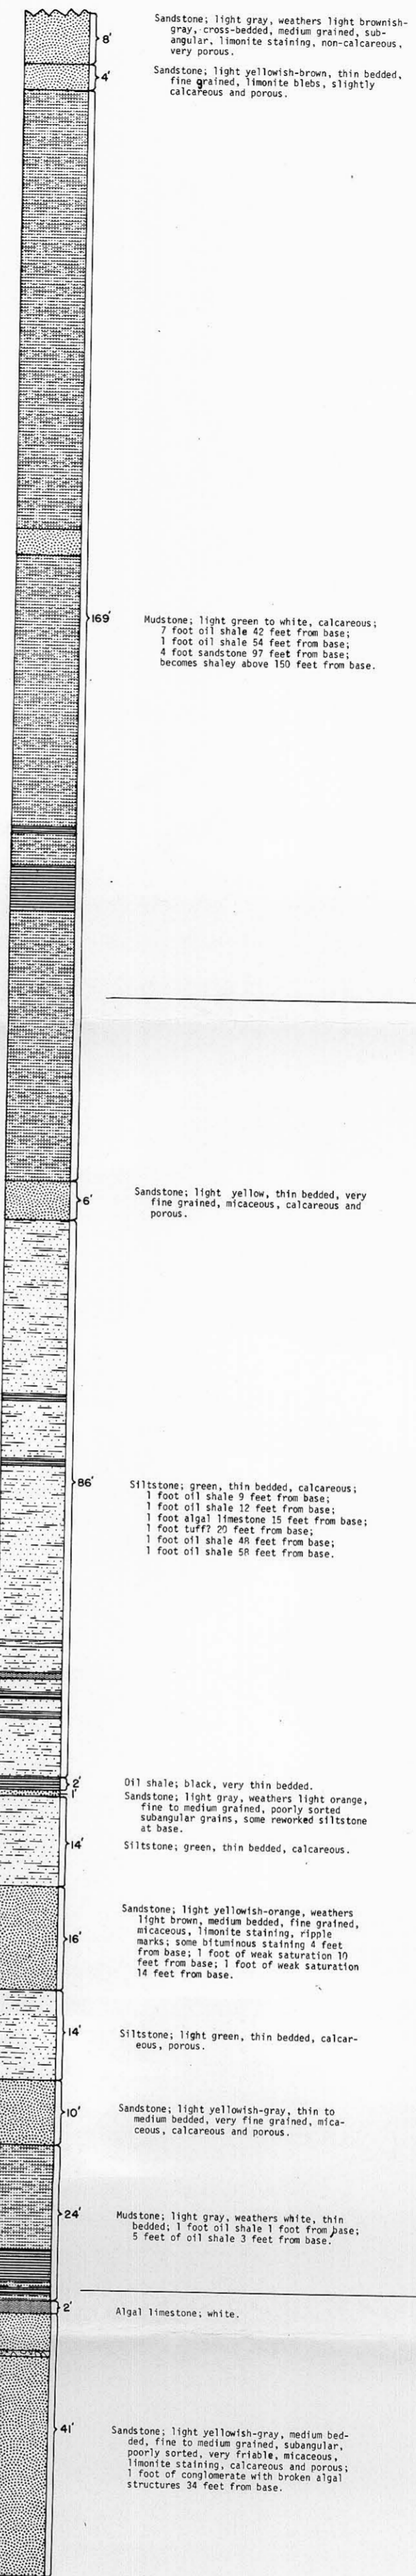 8'
Sandstone; light gray, weathers light brownish-
gray, cross-bedded, medium grained, sub-
angular, limonite staining, non-calcareous,
very porous.
4'
Sandstone; light yellowish-brown, thin bedded,
fine grained, limonite blebs, slightly
calcareous and porous.
169'
Mudstone; light green to white, calcareous;
7 foot oil shale 42 feet from base;
1 foot oil shale 54 feet from base;
4 foot sandstone 97 feet from base;
becomes shaley above 150 feet from base.
6'
Sandstone; light yellow, thin bedded, very
fine grained, micaceous, calcareous and
porous.
86'
Siltstone; green, thin bedded, calcareous;
1 foot oil shale 9 feet from base;
1 foot oil shale 12 feet from base;
1 foot algal limestone 15 feet from base;
1 foot tuff? 20 feet from base;
1 foot oil shale 48 feet from base;
1 foot oil shale 58 feet from base.
2'
Oil shale; black, very thin bedded.
1'
Sandstone; light gray, weathers light orange,
fine to medium grained, poorly sorted
subangular grains, some reworked siltstone
at base.
14'
Siltstone; green, thin bedded, calcareous.
16'
Sandstone; light yellowish-orange, weathers
light brown, medium bedded, fine grained,
micaceous, limonite staining, ripple
marks; some bituminous staining 4 feet
from base; 1 foot of weak saturation 10
feet from base; 1 foot of weak saturation
14 feet from base.
14'
Siltstone; light green, thin bedded, calcar-
eous, porous.
10'
Sandstone; light yellowish-gray, thin to
medium bedded, very fine grained, mica-
ceous, calcareous and porous.
24'
Mudstone; light gray, weathers white, thin
bedded; 1 foot oil shale 1 foot from base;
5 feet of oil shale 3 feet from base.
2'
Algal limestone; white.
41'
Sandstone; light yellowish-gray, medium bed-
ded, fine to medium grained, subangular,
poorly sorted, very friable, micaceous,
limonite staining, calcareous and porous;
1 foot of conglomerate with broken algal
structures 34 feet from base.